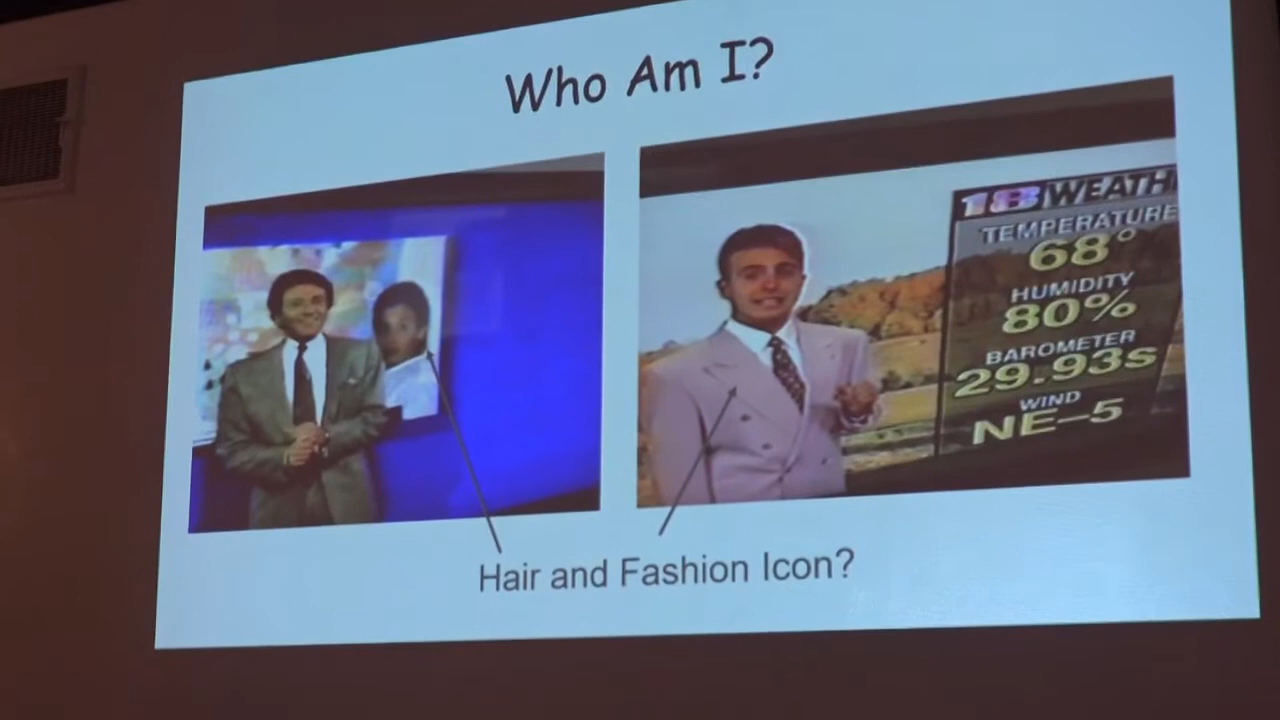 Who Am I?
18 WEATH
TEMPERATURE
68°
HUMIDITY
80%
BAROMETER
29.93s
WIND
NE-5
Hair and Fashion Icon?